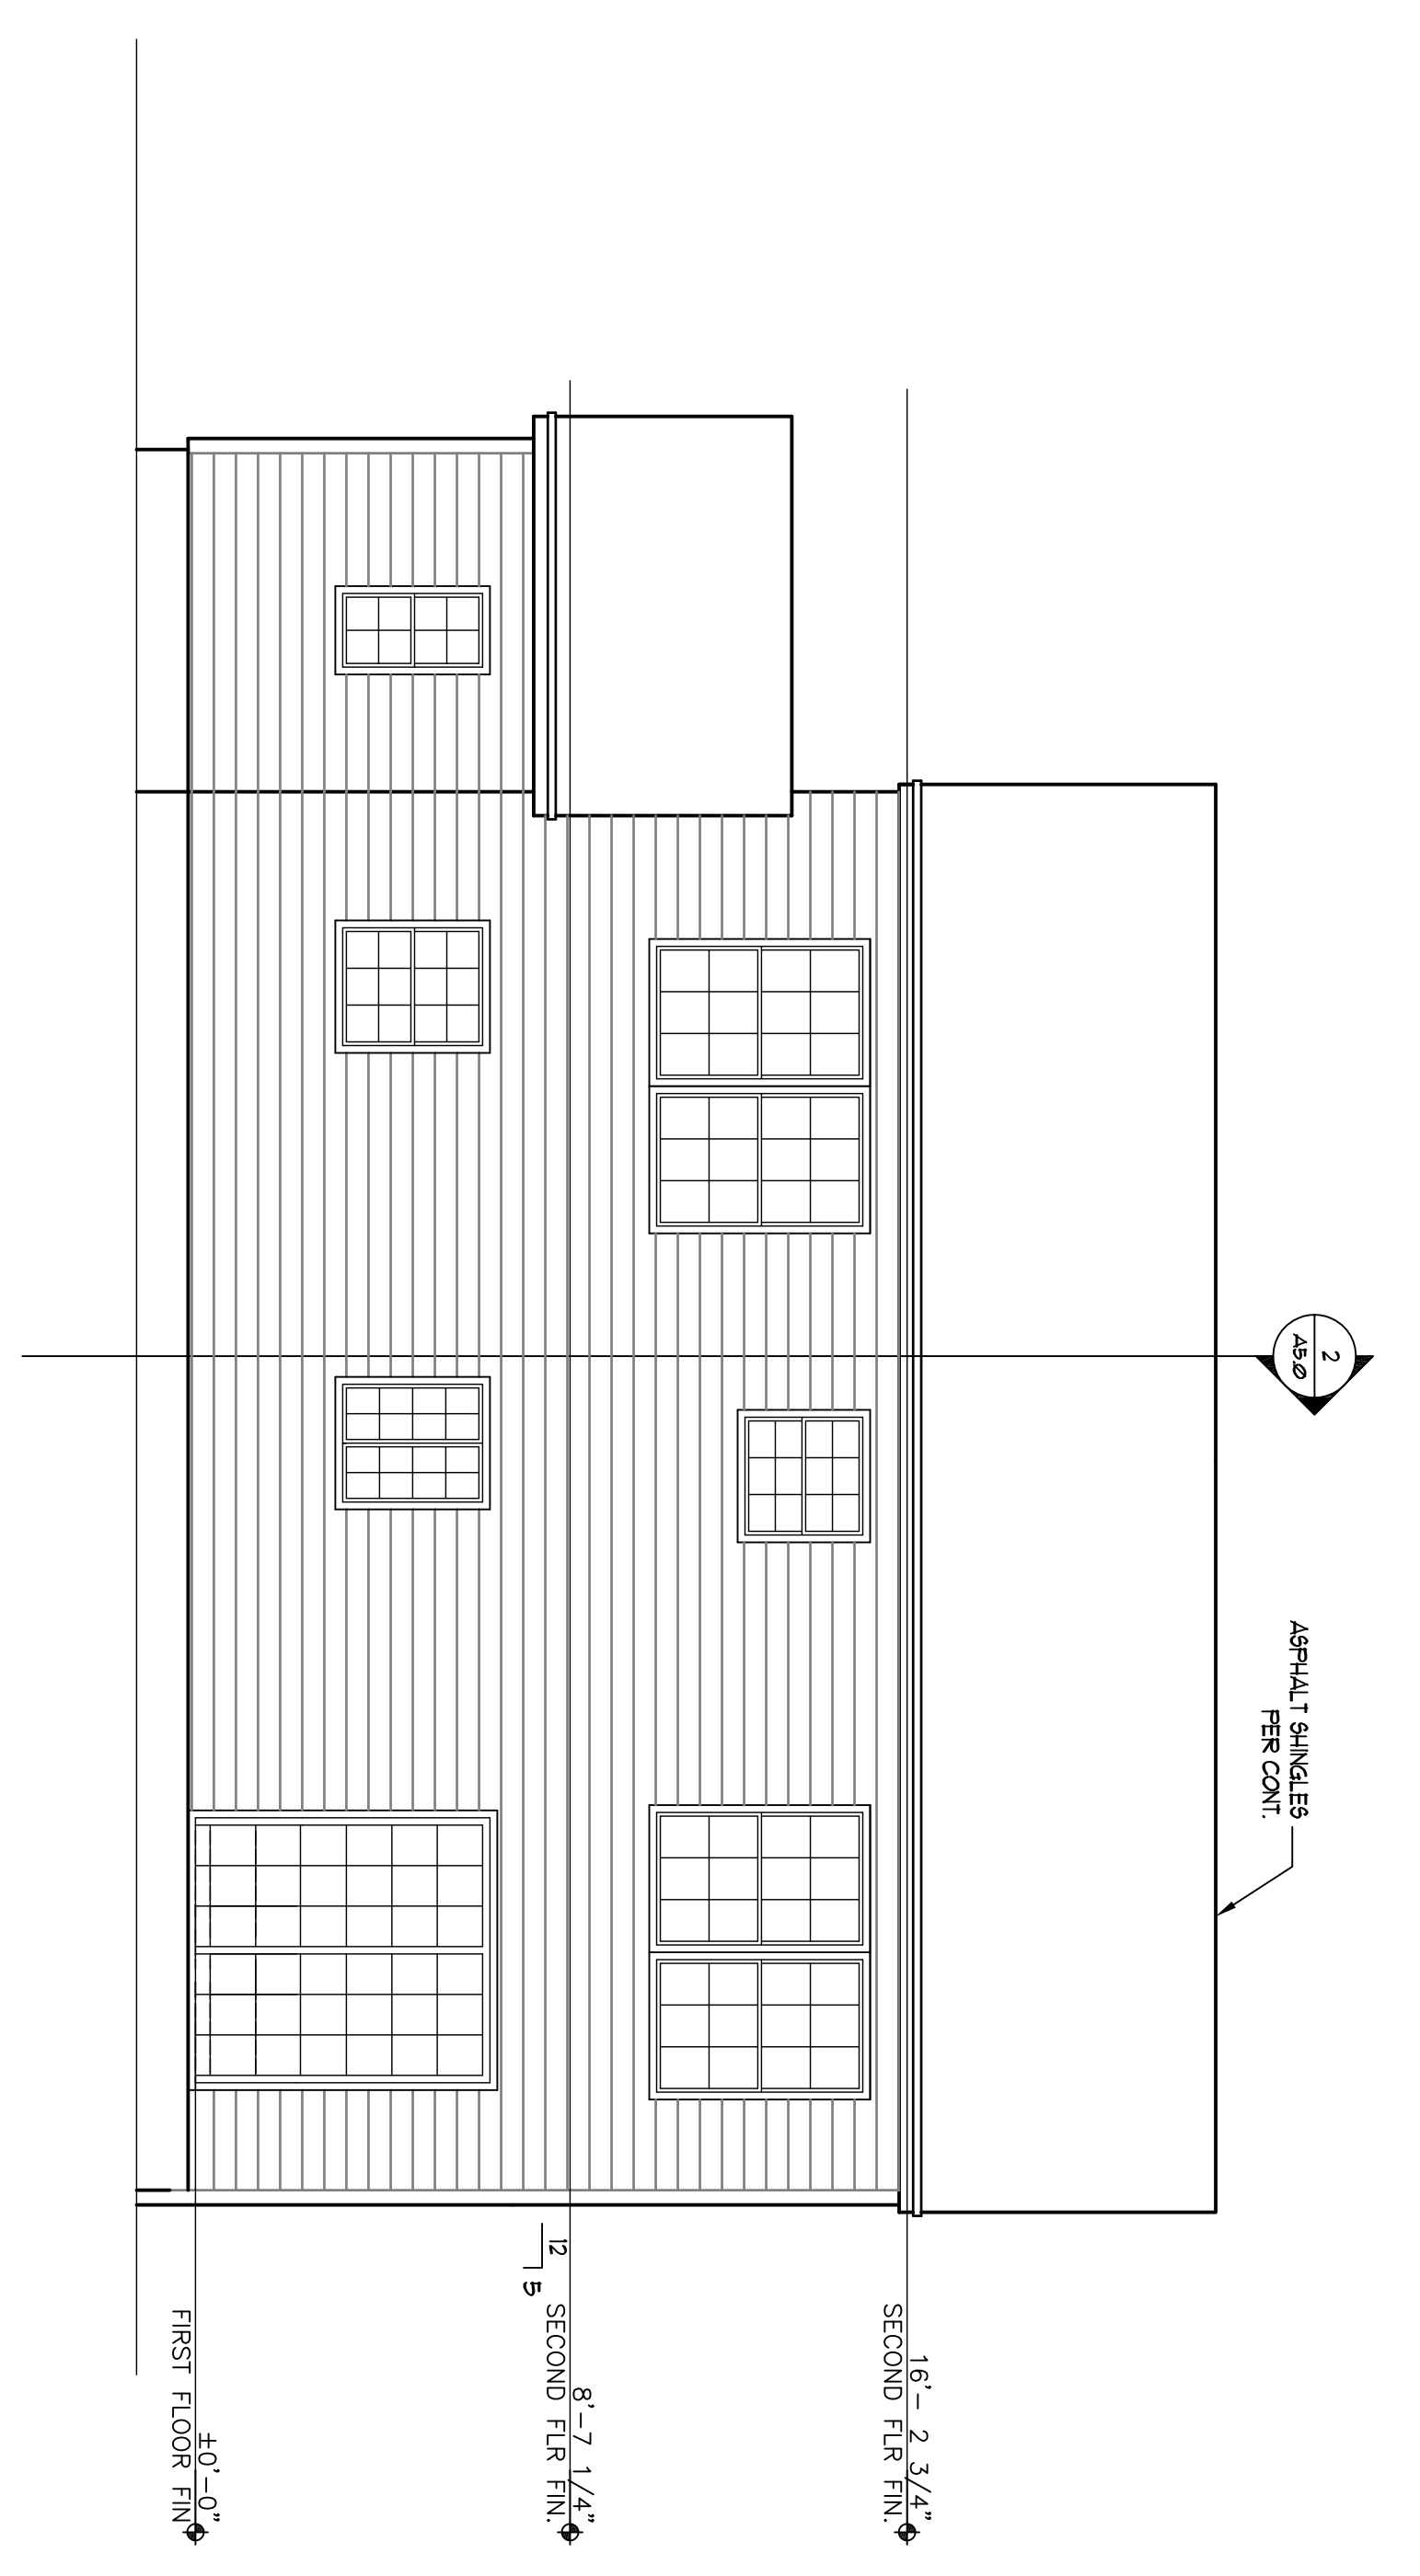 2
A5.0
ASPHALT SHINGLES
PER CONT.
16'- 2 3/4"
SECOND FLR FIN.
12
5
8'-7 1/4"
SECOND FLR FIN.
±0'-0"
FIRST FLOOR FIN